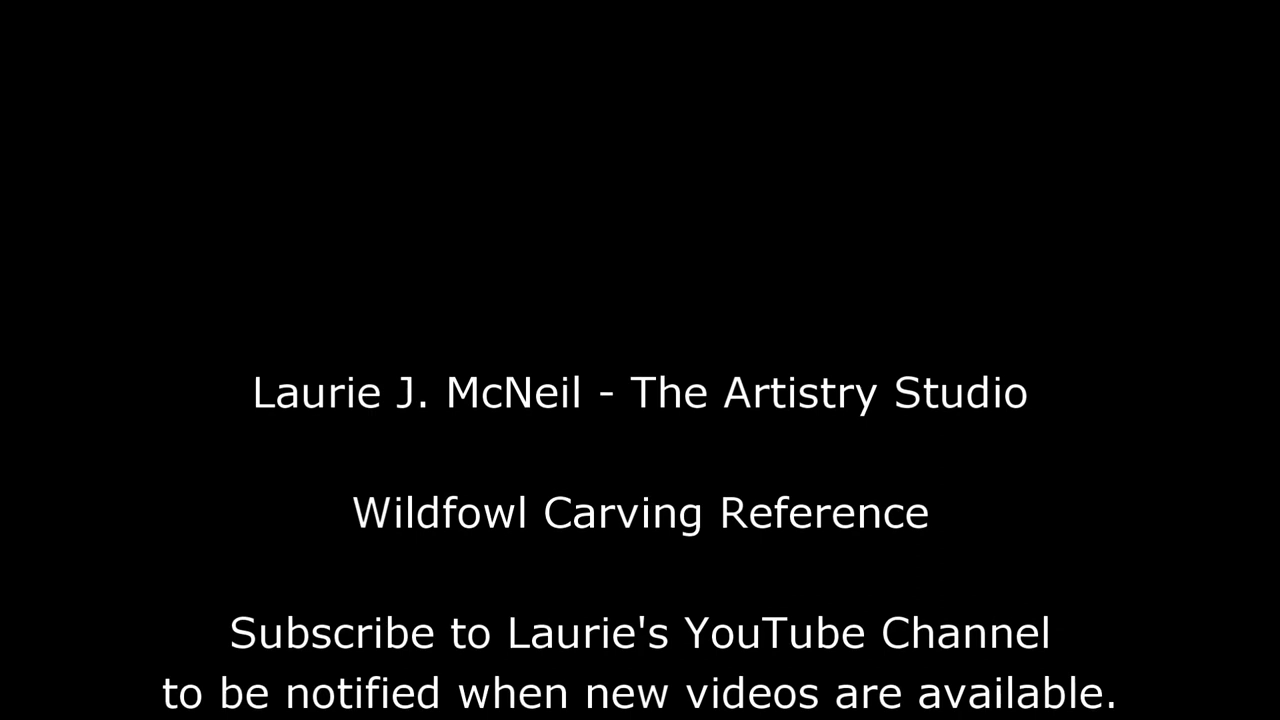 Laurie J. McNeil - The Artistry Studio
Wildfowl Carving Reference
Subscribe to Laurie's YouTube Channel
to be notified when new videos are available.